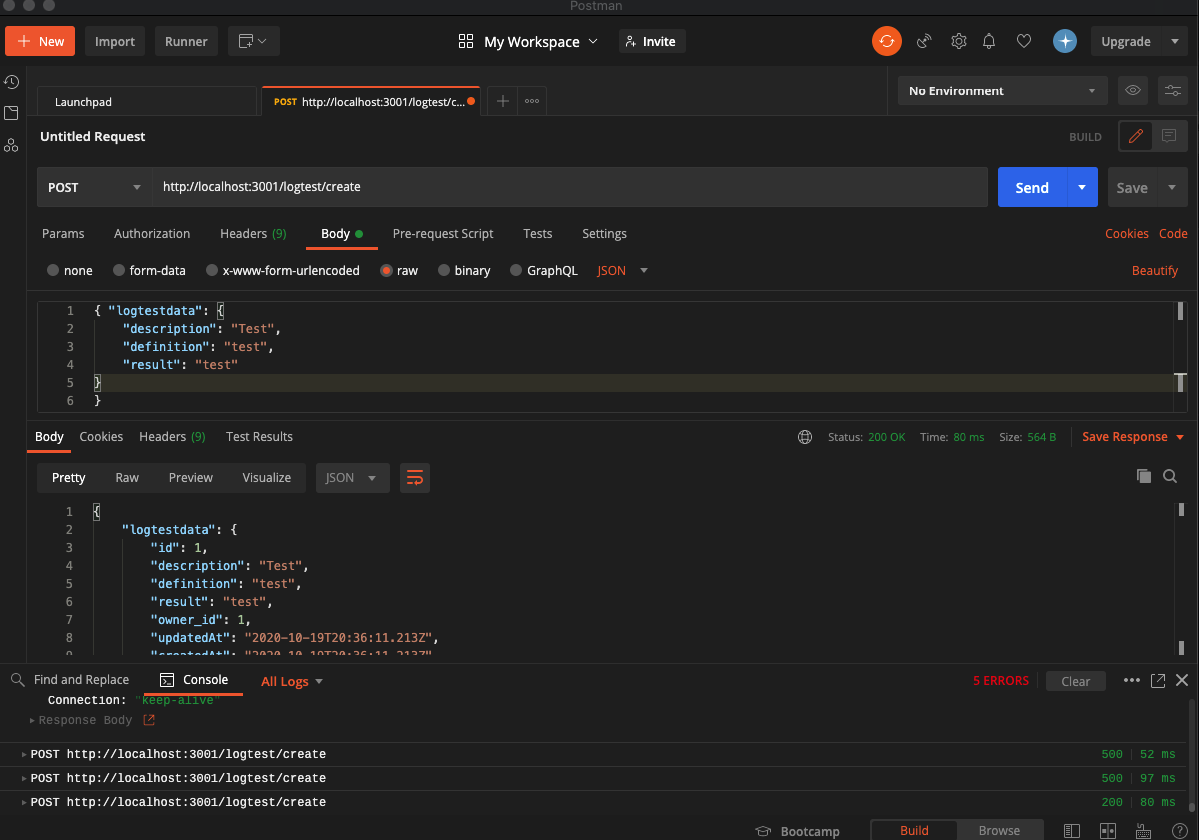 Postman
New
Import
Runner
My Workspace
Invite
Upgrade
Launchpad
POST http://localhost:3001/logtest/c...
No Environment
Untitled Request
BUILD
POST
http://localhost:3001/logtest/create
Send
Save
Params
Authorization
Headers (9)
Body
Pre-request Script
Tests
Settings
Cookies
Code
none
form-data
x-www-form-urlencoded
raw
binary
GraphQL
JSON
Beautify
1 { "logtestdata": {
2 "description": "Test",
3 "definition": "test",
4 "result": "test"
5 }
6 }
Body
Cookies
Headers (9)
Test Results
Status: 200 OK
Time: 80 ms
Size: 564 B
Save Response
Pretty
Raw
Preview
Visualize
JSON
1 {
2 "logtestdata": {
3 "id": 1,
4 "description": "Test",
5 "definition": "test",
6 "result": "test",
7 "owner_id": 1,
8 "updatedAt": "2020-10-19T20:36:11.213Z",
9 "createdAt": "2020-10-19T20:36:11.213Z"
Find and Replace
Console
All Logs
5 ERRORS
Clear
Connection: "keep-alive"
Response Body
POST http://localhost:3001/logtest/create 500 | 52 ms
POST http://localhost:3001/logtest/create 500 | 97 ms
POST http://localhost:3001/logtest/create 200 | 80 ms
Bootcamp
Build
Browse